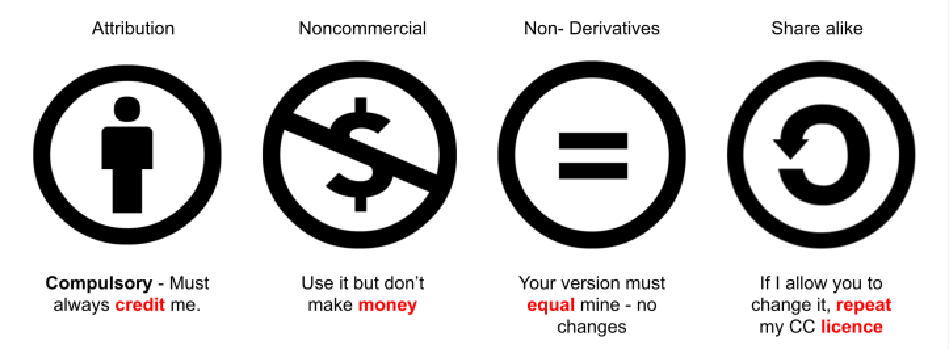 Attribution
Noncommercial
Non- Derivatives
Share alike
$
=
Compulsory - Must
always credit me.
Use it but don't
make money
Your version must
equal mine - no
changes
If I allow you to
change it, repeat
my CC licence